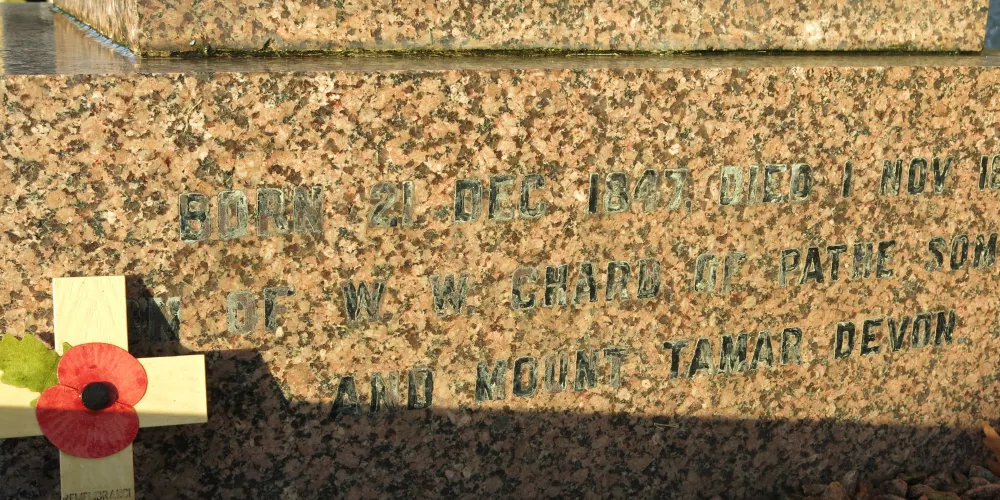 BORN 21 DEC 1847, DIED 1 NOV
OF W. W. CHARD OF PATHE SOM
AND MOUNT TAMAR DEVON.